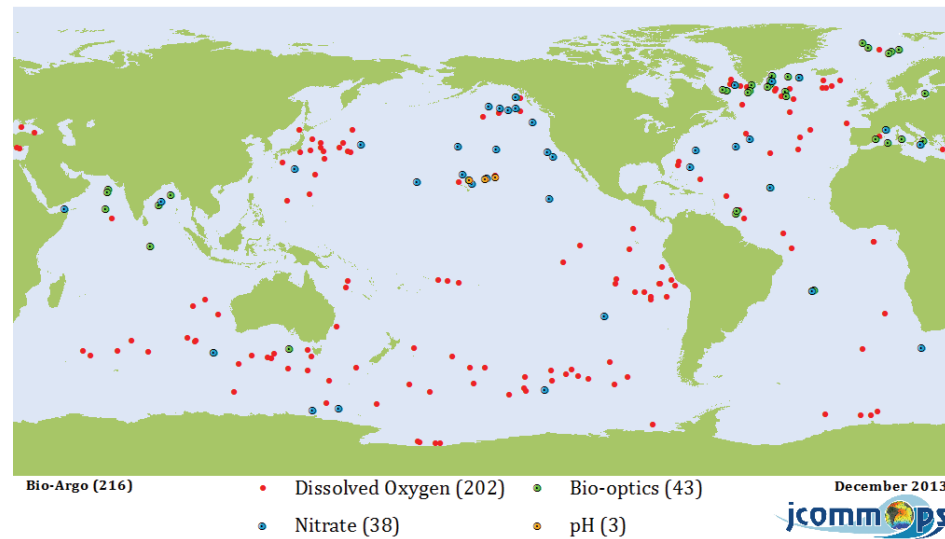 Bio-Argo (216)
Dissolved Oxygen (202)
Bio-optics (43)
December 2013
Nitrate (38)
pH (3)
jcommops